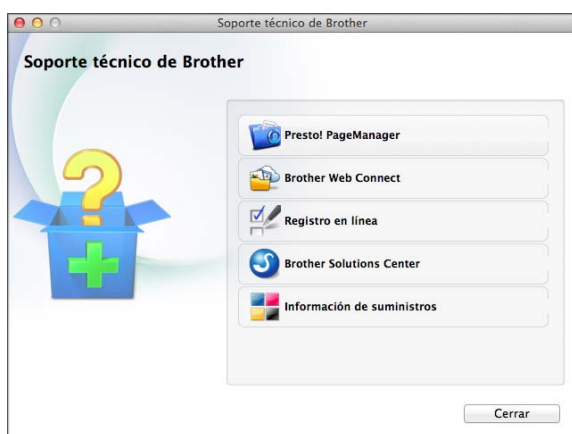 Soporte técnico de Brother
Soporte técnico de Brother
Presto! PageManager
Brother Web Connect
Registro en línea
Brother Solutions Center
Información de suministros
Cerrar